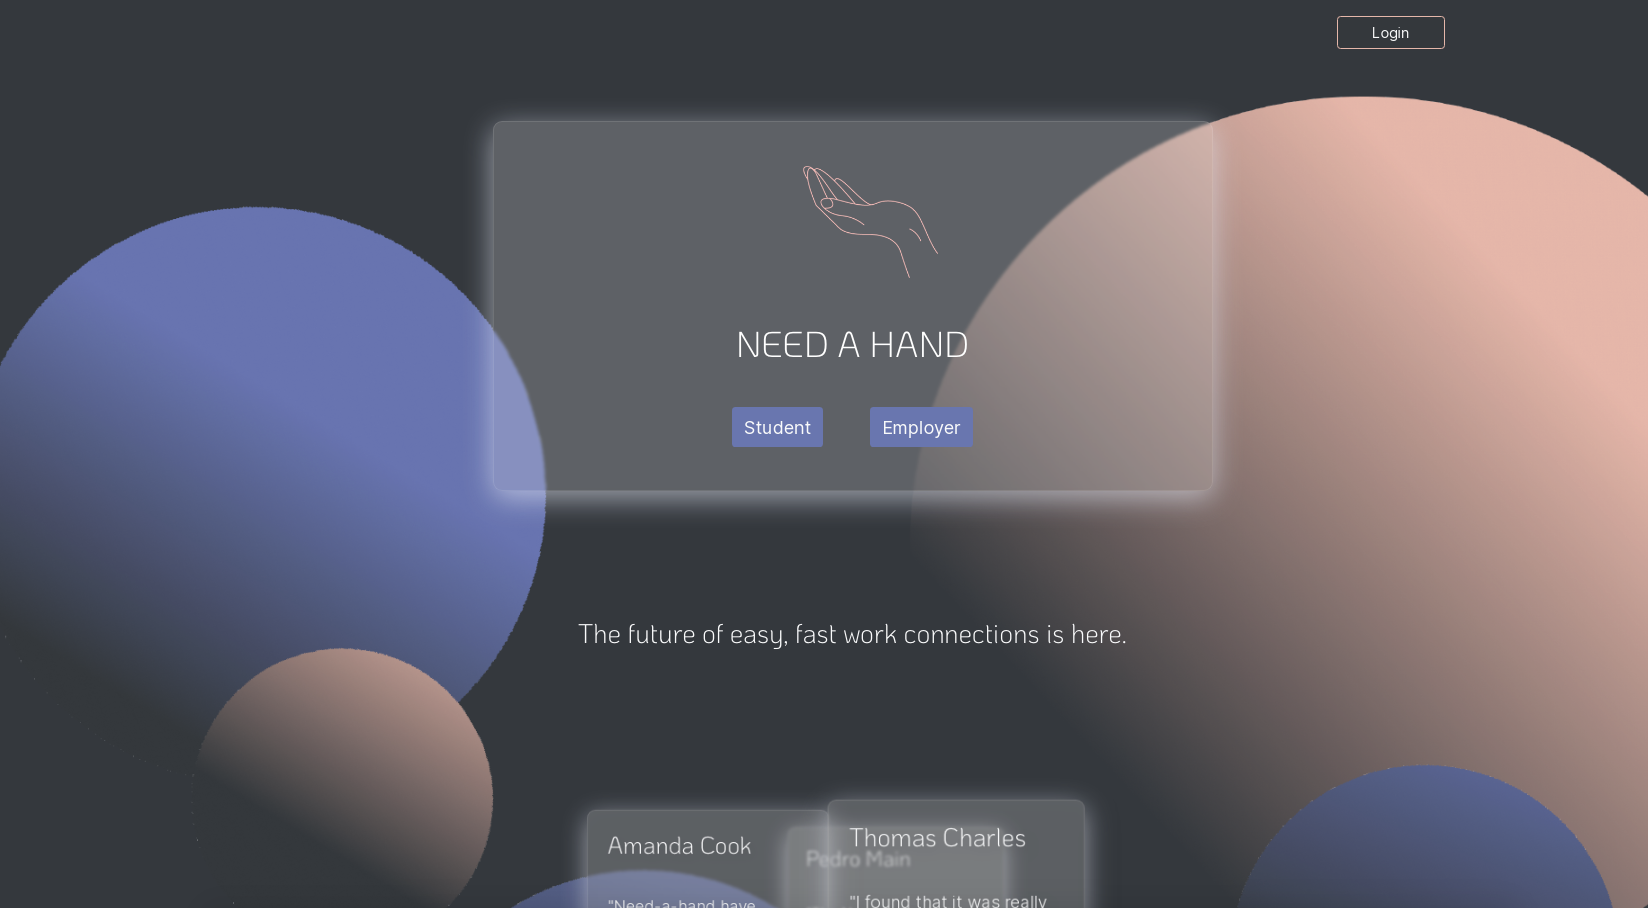 Login
NEED A HAND
Student
Employer
The future of easy, fast work connections is here.
Amanda Cook
"Need-a-hand have
Pedro Main
Thomas Charles
"I found that it was really